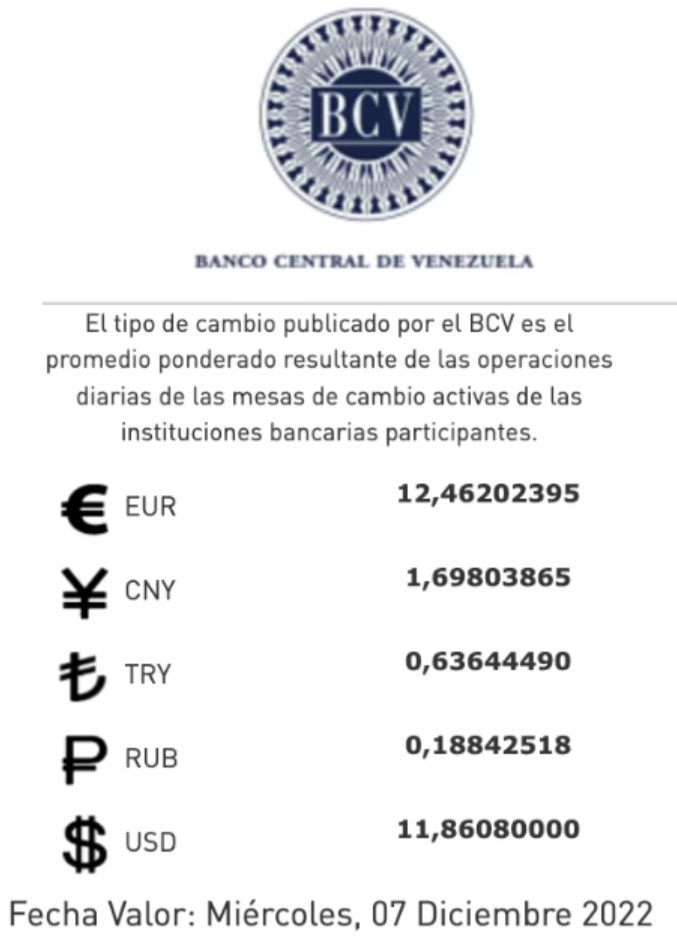 BCV
BANCO CENTRAL DE VENEZUELA
El tipo de cambio publicado por el BCV es el
promedio ponderado resultante de las operaciones
diarias de las mesas de cambio activas de las
instituciones bancarias participantes.
€ EUR 12,46202395
¥ CNY 1,69803865
₺ TRY 0,63644490
₽ RUB 0,18842518
$ USD 11,86080000
Fecha Valor: Miércoles, 07 Diciembre 2022